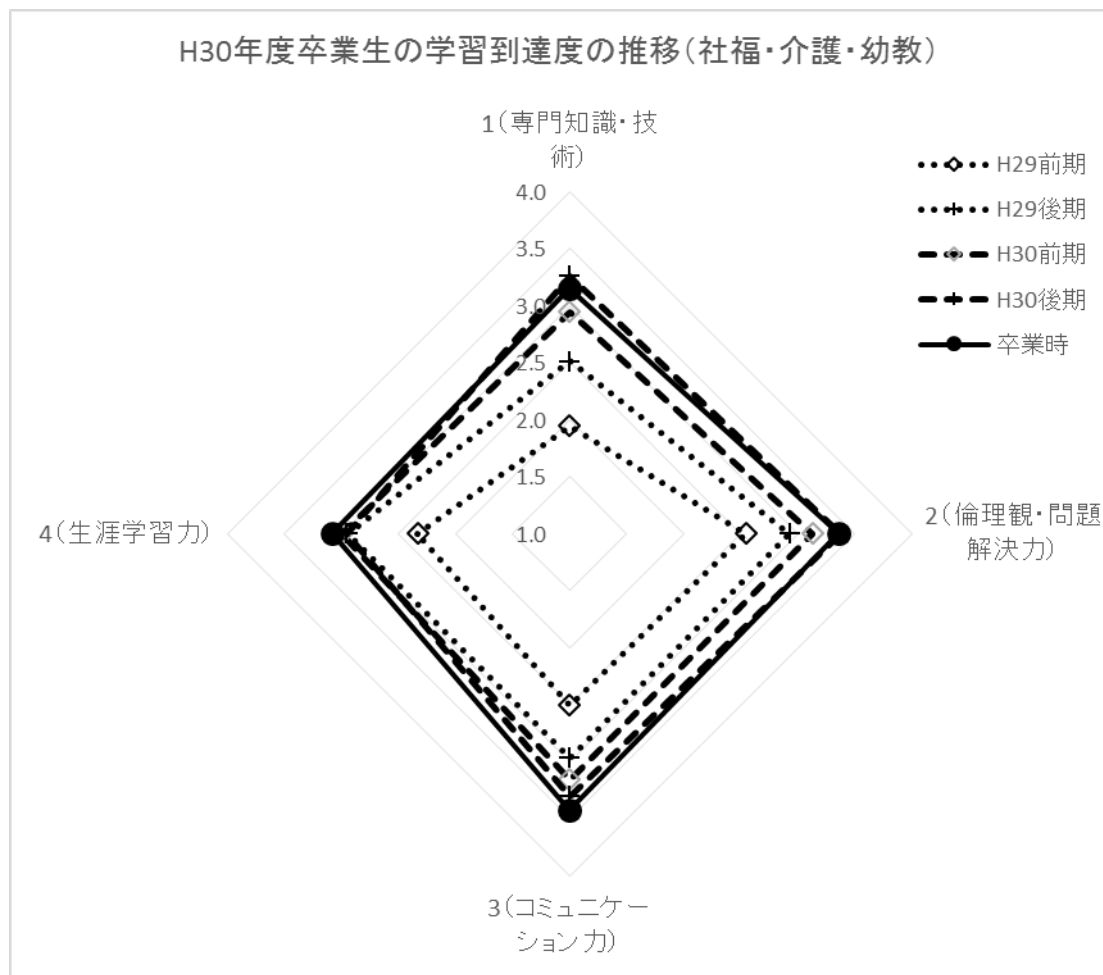 H30年度卒業生の学習到達度の推移(社福・介護・幼教)
1(専門知識・技
術)
4.0
3.5
3.0
2.5
2.0
1.5
1.0
H29前期
H29後期
H30前期
H30後期
卒業時
2(倫理観・問題
解決力)
3(コミュニケー
ション力)
4(生涯学習力)